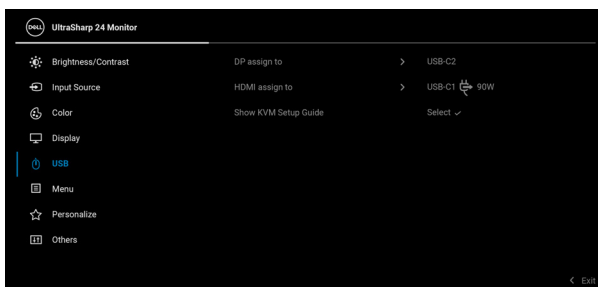 DELL UltraSharp 24 Monitor
Brightness/Contrast DP assign to > USB-C2
Input Source HDMI assign to > USB-C1 90W
Color Show KVM Setup Guide Select ✓
Display
USB
Menu
Personalize
Others
< Exit